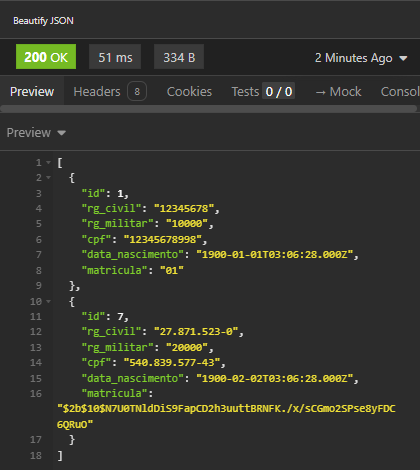 Beautify JSON
200 OK 51 ms 334 B 2 Minutes Ago
Preview Headers 8 Cookies Tests 0 / 0 → Mock Consol
Preview
1 [
2 {
3 "id": 1,
4 "rg_civil": "12345678",
5 "rg_militar": "10000",
6 "cpf": "12345678998",
7 "data_nascimento": "1900-01-01T03:06:28.000Z",
8 "matricula": "01"
9 },
10 {
11 "id": 7,
12 "rg_civil": "27.871.523-0",
13 "rg_militar": "20000",
14 "cpf": "540.839.577-43",
15 "data_nascimento": "1900-02-02T03:06:28.000Z",
16 "matricula":
"$2b$10$N7U0TNldDiS9FapCD2h3uuttBRNFK./x/sCGmo2SPse8yFDC
6QRuO"
17 }
18 ]